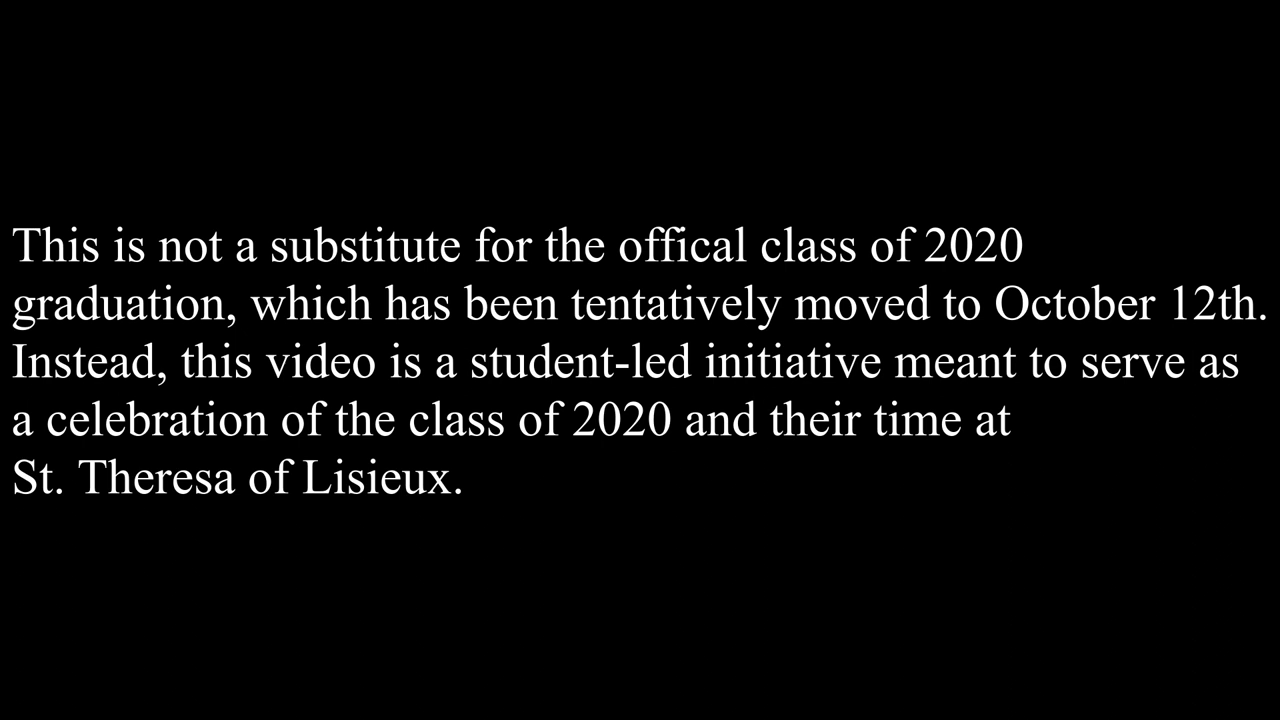 This is not a substitute for the offical class of 2020
graduation, which has been tentatively moved to October 12th.
Instead, this video is a student-led initiative meant to serve as
a celebration of the class of 2020 and their time at
St. Theresa of Lisieux.